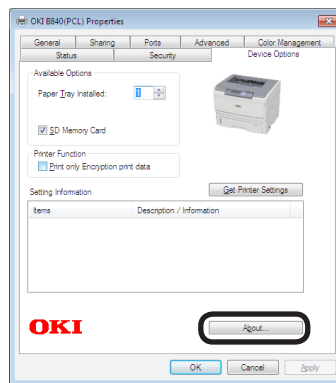 OKI B840(PCL) Properties
General Sharing Ports Advanced Color Management
Status Security Device Options
Available Options
Paper Tray Installed: 1
SD Memory Card
Printer Function
Print only Encryption print data
Setting Information Get Printer Settings
Items Description / Information
OKI
About...
OK Cancel Apply